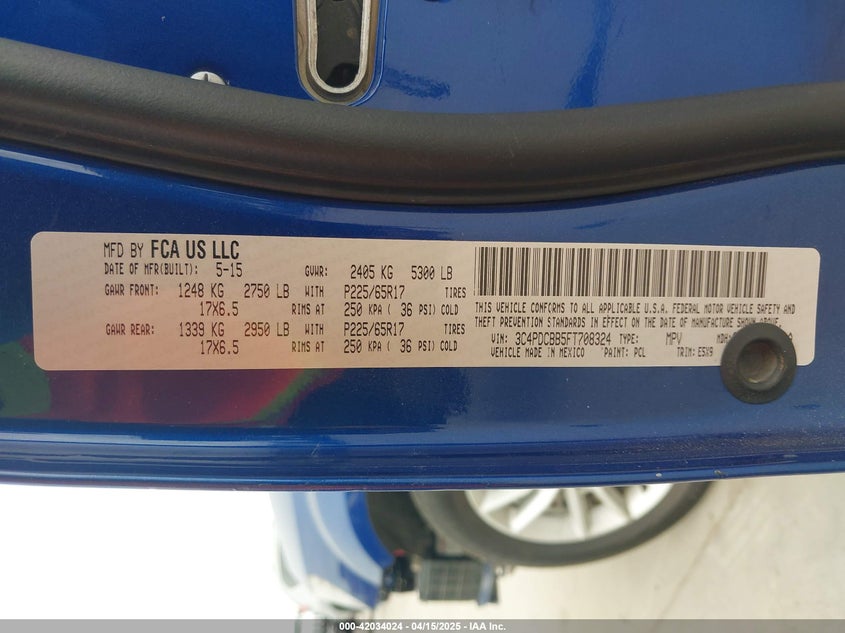 MFD BY FCA US LLC
DATE OF MFR(BUILT): 5-15 GVWR: 2405 KG 5300 LB
GAWR FRONT: 1248 KG 2750 LB WITH P225/65R17 TIRES
17X6.5 RIMS AT 250 KPA ( 36 PSI) COLD
GAWR REAR: 1339 KG 2950 LB WITH P225/65R17 TIRES
17X6.5 RIMS AT 250 KPA ( 36 PSI) COLD
THIS VEHICLE CONFORMS TO ALL APPLICABLE U.S.A. FEDERAL MOTOR VEHICLE SAFETY AND
THEFT PREVENTION STANDARDS IN EFFECT ON THE DATE OF MANUFACTURE SHOWN ABOVE.
VIN: 3C4PDCBB5FT708324 TYPE: MPV
VEHICLE MADE IN MEXICO PAINT: PCL TRIM: E5X9
000-42034024 - 04/15/2025 - IAA Inc.